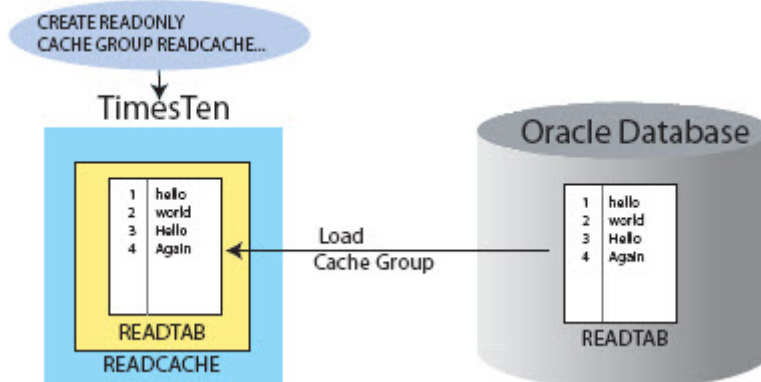 CREATE READONLY
CACHE GROUP READCACHE...
TimesTen
1 hello
2 world
3 Hello
4 Again
READTAB
READCACHE
Load
Cache Group
Oracle Database
1 hello
2 world
3 Hello
4 Again
READTAB